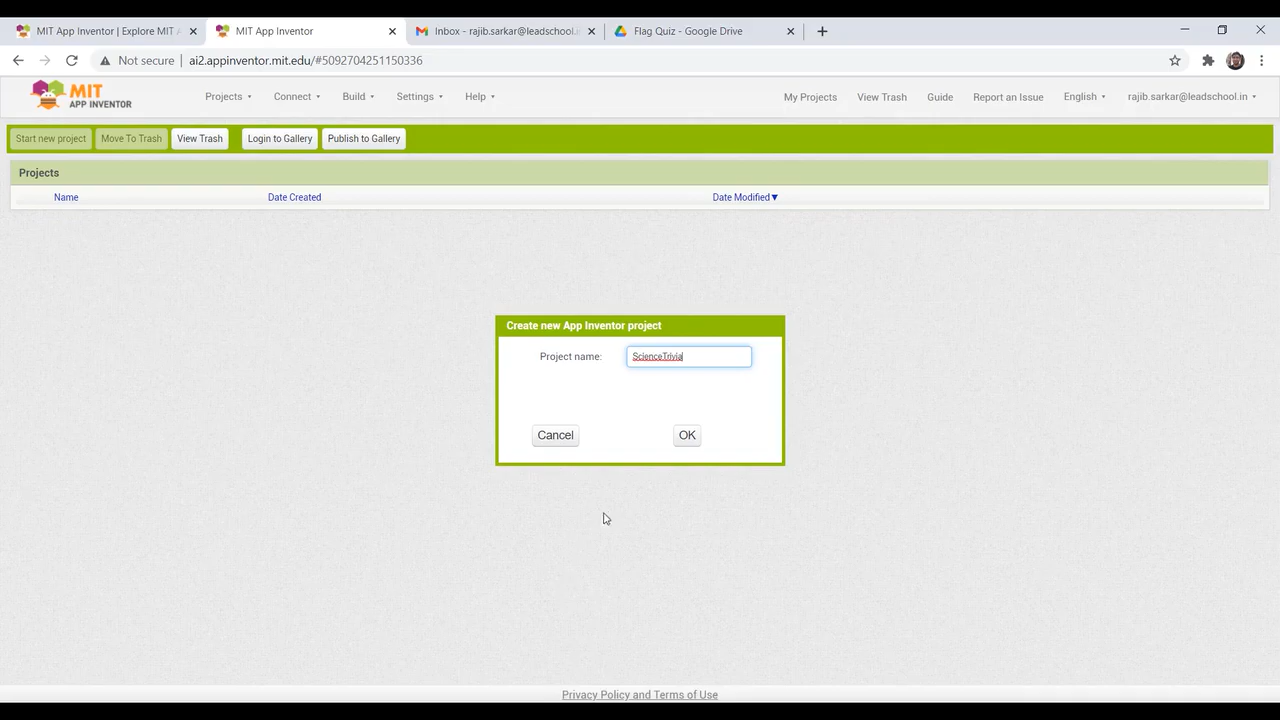 MIT App Inventor | Explore MIT A
MIT App Inventor
Inbox - rajib.sarkar@leadschool.in
Flag Quiz - Google Drive
Not secure | ai2.appinventor.mit.edu/#5092704251150336
MIT
APP INVENTOR
Projects
Connect
Build
Settings
Help
My Projects
View Trash
Guide
Report an Issue
English
rajib.sarkar@leadschool.in
Start new project
Move To Trash
View Trash
Login to Gallery
Publish to Gallery
Projects
Name
Date Created
Date Modified
Create new App Inventor project
Project name:
ScienceTrivia
Cancel
OK
Privacy Policy and Terms of Use